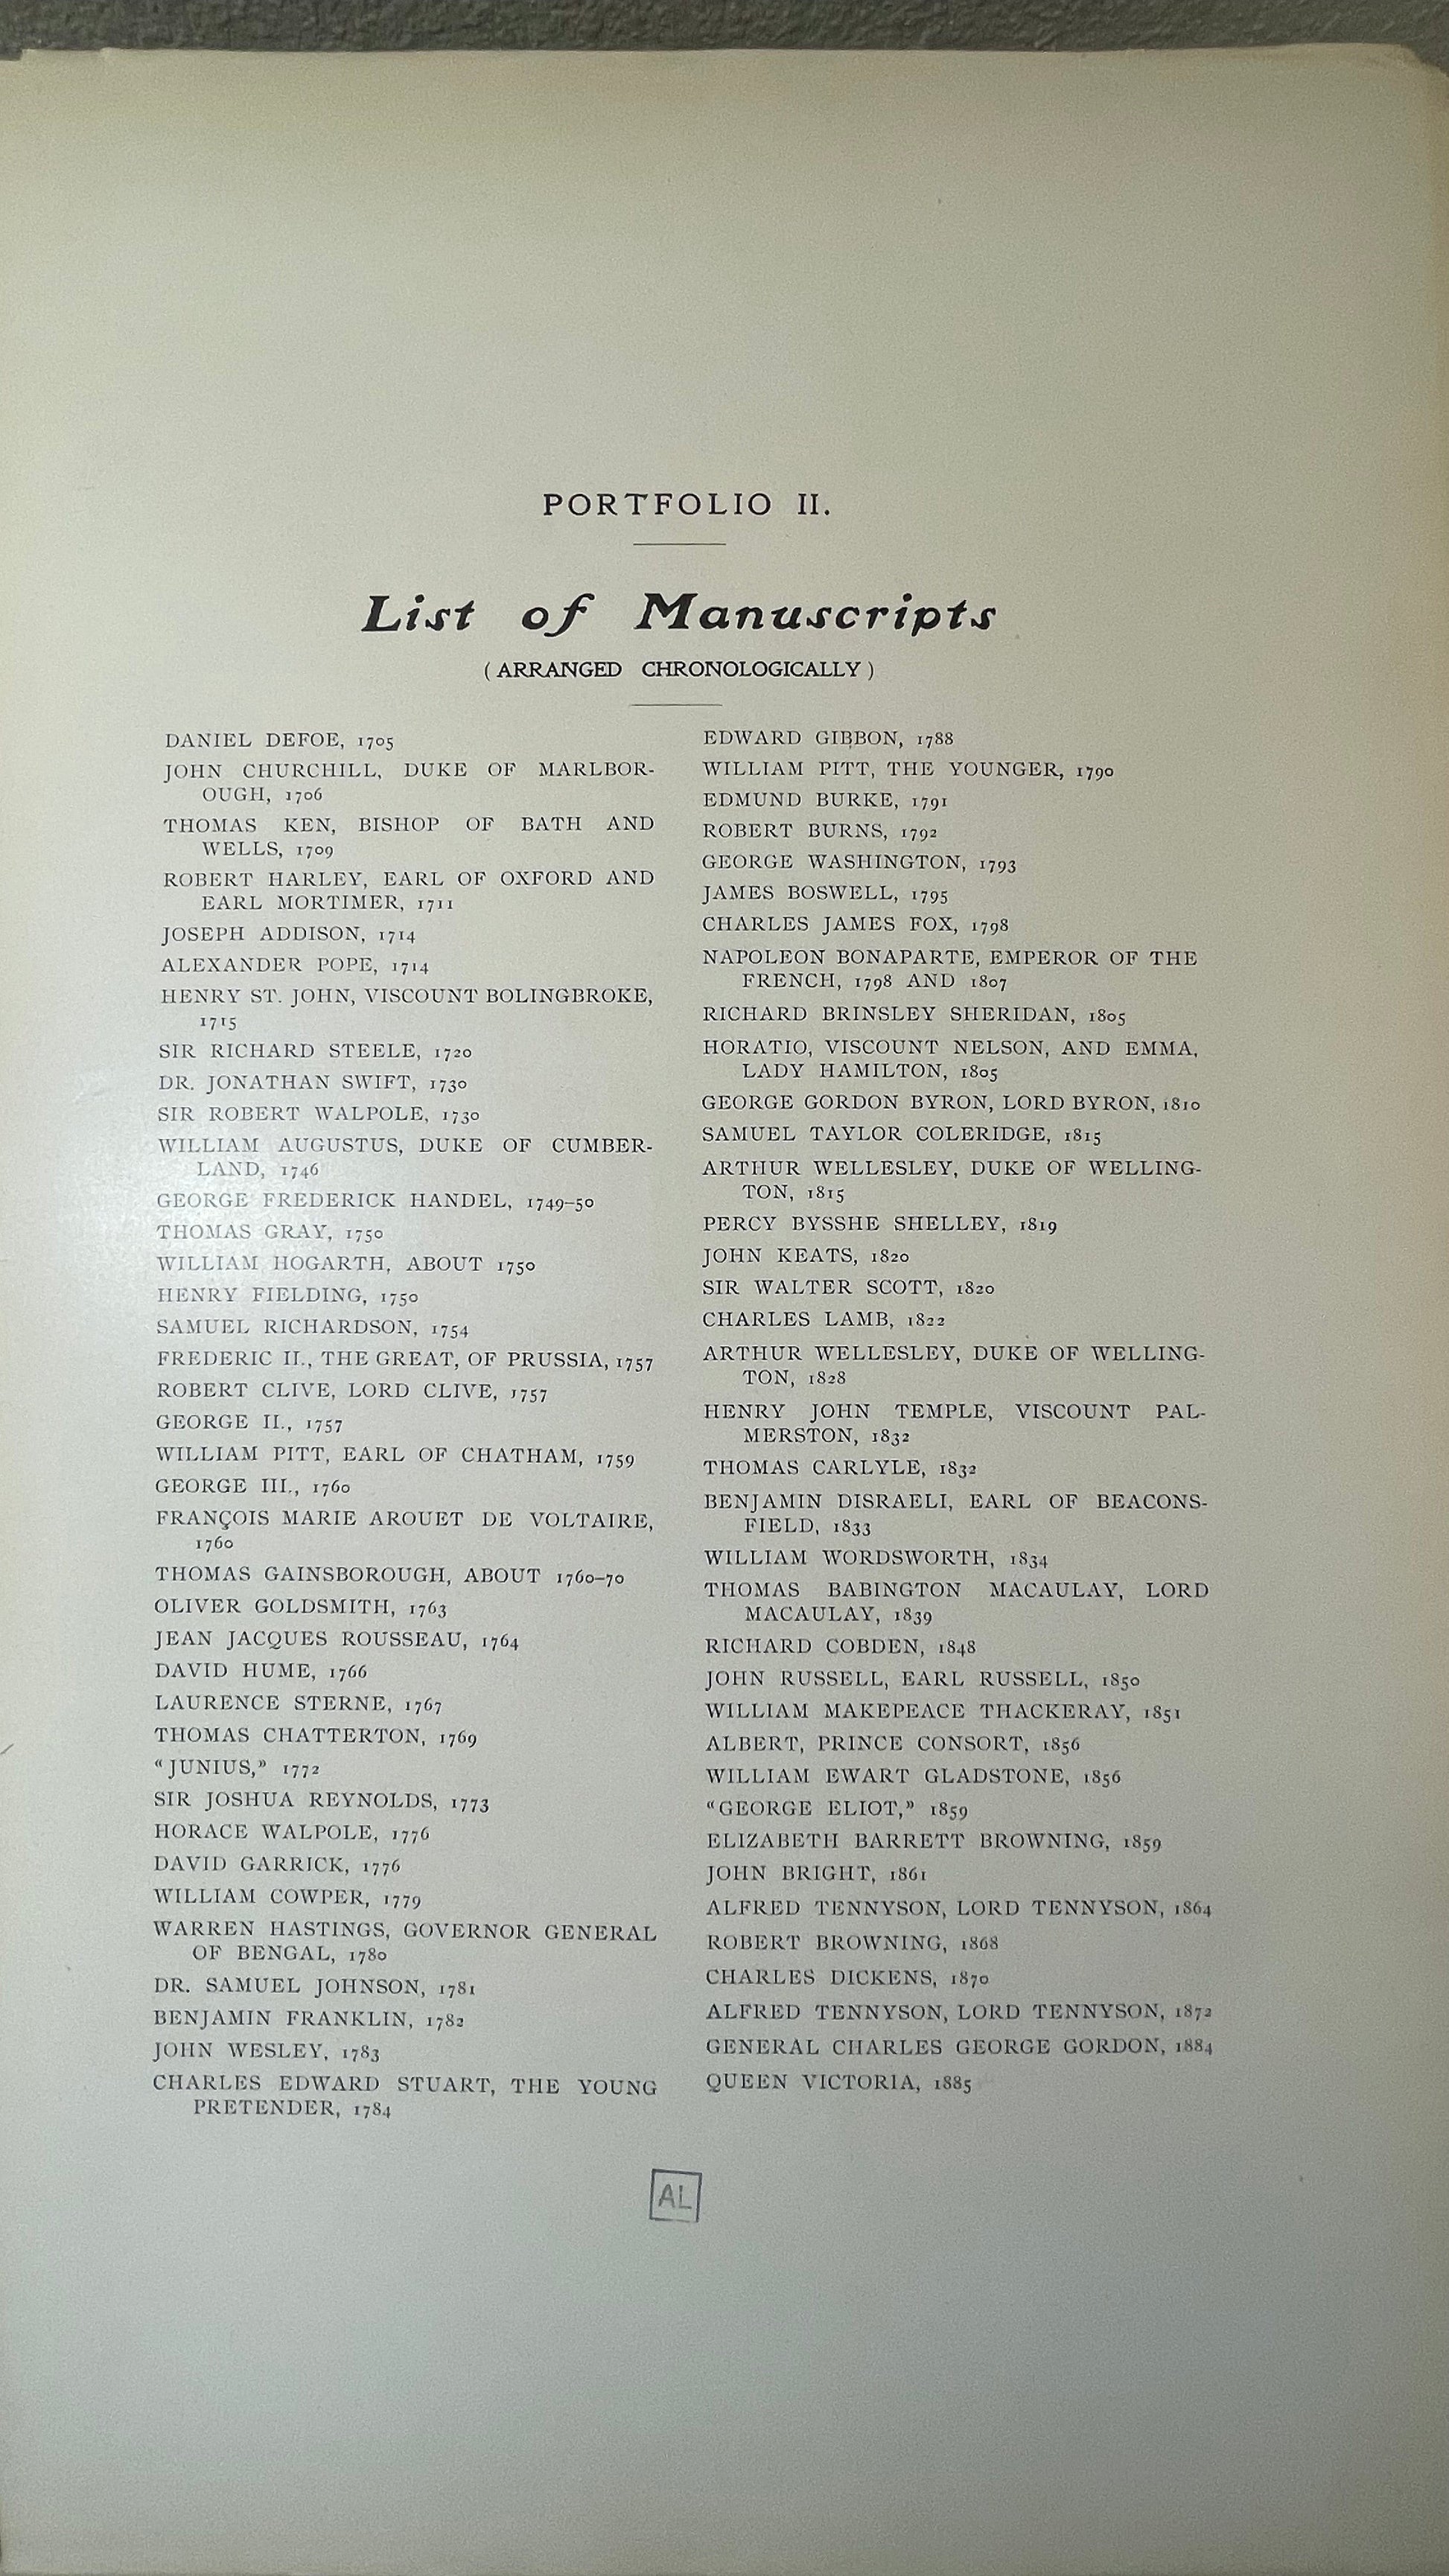 PORTFOLIO II.
List of Manuscripts
(ARRANGED CHRONOLOGICALLY)
DANIEL DEFOE, 1705
JOHN CHURCHILL, DUKE OF MARLBOR-
OUGH, 1706
THOMAS KEN, BISHOP OF BATH AND
WELLS, 1709
ROBERT HARLEY, EARL OF OXFORD AND
EARL MORTIMER, 1711
JOSEPH ADDISON, 1714
ALEXANDER POPE, 1714
HENRY ST. JOHN, VISCOUNT BOLINGBROKE,
1715
SIR RICHARD STEELE, 1720
DR. JONATHAN SWIFT, 1730
SIR ROBERT WALPOLE, 1730
WILLIAM AUGUSTUS, DUKE OF CUMBER-
LAND, 1746
GEORGE FREDERICK HANDEL, 1749–50
THOMAS GRAY, 1750
WILLIAM HOGARTH, ABOUT 1750
HENRY FIELDING, 1750
SAMUEL RICHARDSON, 1754
FREDERIC II., THE GREAT, OF PRUSSIA, 1757
ROBERT CLIVE, LORD CLIVE, 1757
GEORGE II., 1757
WILLIAM PITT, EARL OF CHATHAM, 1759
GEORGE III., 1760
FRANÇOIS MARIE AROUET DE VOLTAIRE,
1760
THOMAS GAINSBOROUGH, ABOUT 1760–70
OLIVER GOLDSMITH, 1763
JEAN JACQUES ROUSSEAU, 1764
DAVID HUME, 1766
LAURENCE STERNE, 1767
THOMAS CHATTERTON, 1769
“JUNIUS,” 1772
SIR JOSHUA REYNOLDS, 1773
HORACE WALPOLE, 1776
DAVID GARRICK, 1776
WILLIAM COWPER, 1779
WARREN HASTINGS, GOVERNOR GENERAL
OF BENGAL, 1780
DR. SAMUEL JOHNSON, 1781
BENJAMIN FRANKLIN, 1782
JOHN WESLEY, 1783
CHARLES EDWARD STUART, THE YOUNG
PRETENDER, 1784
EDWARD GIBBON, 1788
WILLIAM PITT, THE YOUNGER, 1790
EDMUND BURKE, 1791
ROBERT BURNS, 1792
GEORGE WASHINGTON, 1793
JAMES BOSWELL, 1795
CHARLES JAMES FOX, 1798
NAPOLEON BONAPARTE, EMPEROR OF THE
FRENCH, 1798 AND 1807
RICHARD BRINSLEY SHERIDAN, 1805
HORATIO, VISCOUNT NELSON, AND EMMA,
LADY HAMILTON, 1805
GEORGE GORDON BYRON, LORD BYRON, 1810
SAMUEL TAYLOR COLERIDGE, 1815
ARTHUR WELLESLEY, DUKE OF WELLING-
TON, 1815
PERCY BYSSHE SHELLEY, 1819
JOHN KEATS, 1820
SIR WALTER SCOTT, 1820
CHARLES LAMB, 1822
ARTHUR WELLESLEY, DUKE OF WELLING-
TON, 1828
HENRY JOHN TEMPLE, VISCOUNT PAL-
MERSTON, 1832
THOMAS CARLYLE, 1832
BENJAMIN DISRAELI, EARL OF BEACONS-
FIELD, 1833
WILLIAM WORDSWORTH, 1834
THOMAS BABINGTON MACAULAY, LORD
MACAULAY, 1839
RICHARD COBDEN, 1848
JOHN RUSSELL, EARL RUSSELL, 1850
WILLIAM MAKEPEACE THACKERAY, 1851
ALBERT, PRINCE CONSORT, 1856
WILLIAM EWART GLADSTONE, 1856
“GEORGE ELIOT,” 1859
ELIZABETH BARRETT BROWNING, 1859
JOHN BRIGHT, 1861
ALFRED TENNYSON, LORD TENNYSON, 1864
ROBERT BROWNING, 1868
CHARLES DICKENS, 1870
ALFRED TENNYSON, LORD TENNYSON, 1872
GENERAL CHARLES GEORGE GORDON, 1884
QUEEN VICTORIA, 1885
AL